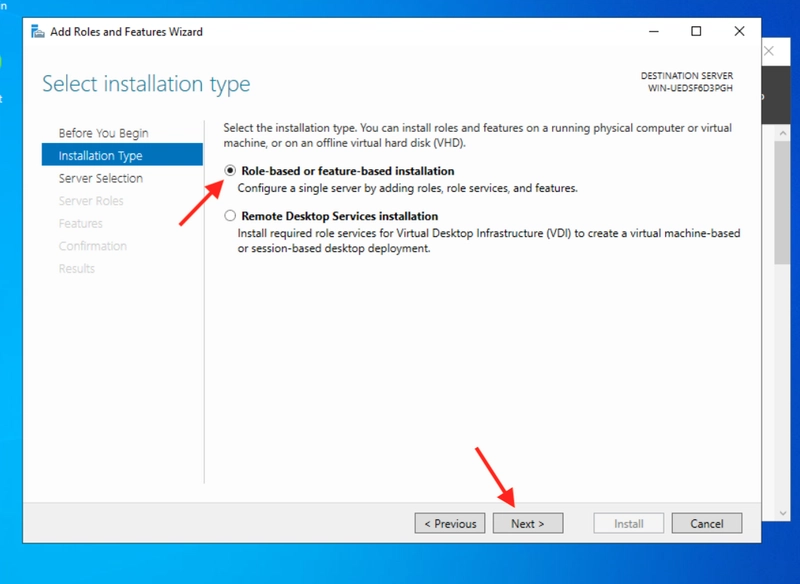 Add Roles and Features Wizard
Select installation type
DESTINATION SERVER
WIN-UEDSF6D3PGH
Before You Begin
Installation Type
Server Selection
Server Roles
Features
Confirmation
Results
Select the installation type. You can install roles and features on a running physical computer or virtual
machine, or on an offline virtual hard disk (VHD).
Role-based or feature-based installation
Configure a single server by adding roles, role services, and features.
Remote Desktop Services installation
Install required role services for Virtual Desktop Infrastructure (VDI) to create a virtual machine-based
or session-based desktop deployment.
< Previous
Next >
Install
Cancel